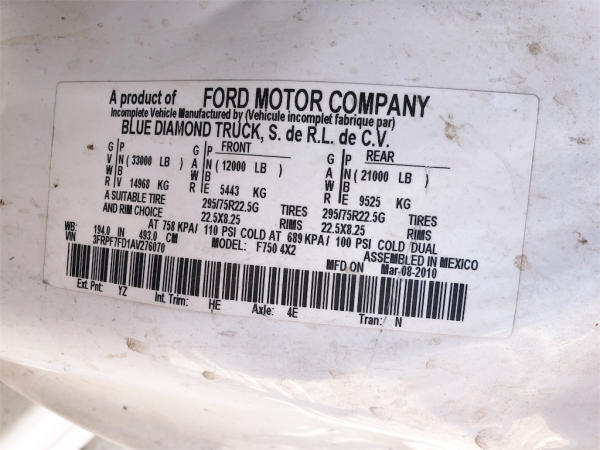 A product of FORD MOTOR COMPANY
Incomplete Vehicle Manufactured by (Vehicule incomplet fabrique par)
BLUE DIAMOND TRUCK, S. de R.L. de C.V.
FRONT REAR
GVWR (33000 LB) 14968 KG
GPAWR (12000 LB) 5443 KG
GPAWR (21000 LB) 9525 KG
A SUITABLE TIRE 295/75R22.5G TIRES 295/75R22.5G TIRES
AND RIM CHOICE 22.5X8.25 RIMS 22.5X8.25 RIMS
AT 758 KPA/ 110 PSI COLD AT 689 KPA/ 100 PSI COLD /DUAL
WB: 194.0 IN 493.0 CM MODEL: F750 4X2 ASSEMBLED IN MEXICO
VIN 3FRPF7FD1AV276070 MFD ON Mar-08-2010
Ext. Pnt: YZ Int. Trim: HE Axle: 4E Tran: N